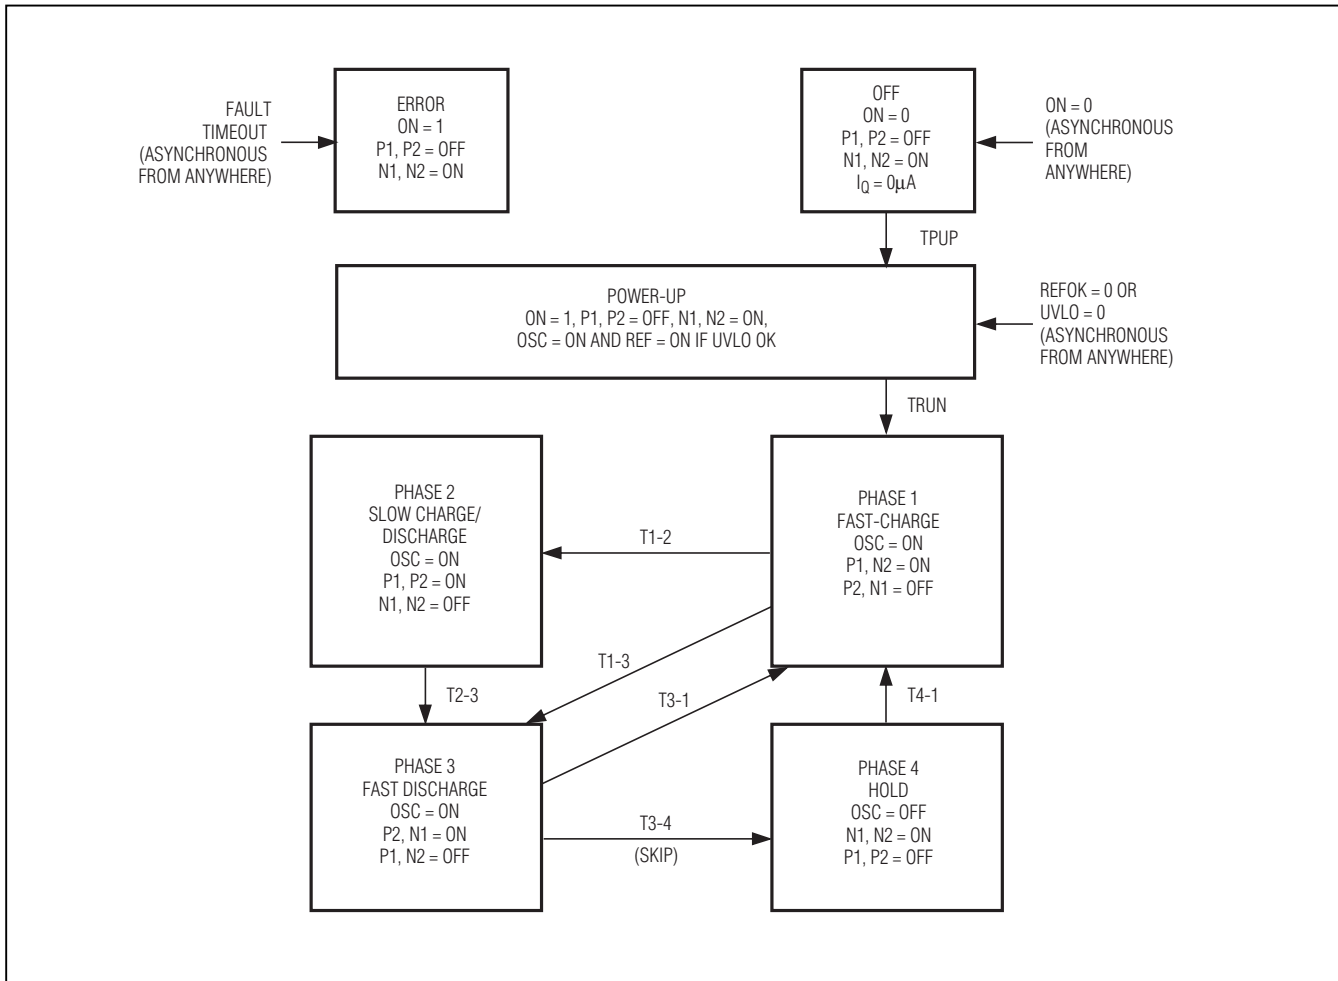 FAULT
TIMEOUT
(ASYNCHRONOUS
FROM ANYWHERE)
ERROR
ON = 1
P1, P2 = OFF
N1, N2 = ON
OFF
ON = 0
P1, P2 = OFF
N1, N2 = ON
IQ = 0μA
ON = 0
(ASYNCHRONOUS
FROM
ANYWHERE)
TPUP
POWER-UP
ON = 1, P1, P2 = OFF, N1, N2 = ON,
OSC = ON AND REF = ON IF UVLO OK
REFOK = 0 OR
UVLO = 0
(ASYNCHRONOUS
FROM ANYWHERE)
TRUN
PHASE 2
SLOW CHARGE/
DISCHARGE
OSC = ON
P1, P2 = ON
N1, N2 = OFF
T1-2
PHASE 1
FAST-CHARGE
OSC = ON
P1, N2 = ON
P2, N1 = OFF
T1-3
T2-3
T3-1
T4-1
PHASE 3
FAST DISCHARGE
OSC = ON
P2, N1 = ON
P1, N2 = OFF
T3-4
(SKIP)
PHASE 4
HOLD
OSC = OFF
N1, N2 = ON
P1, P2 = OFF